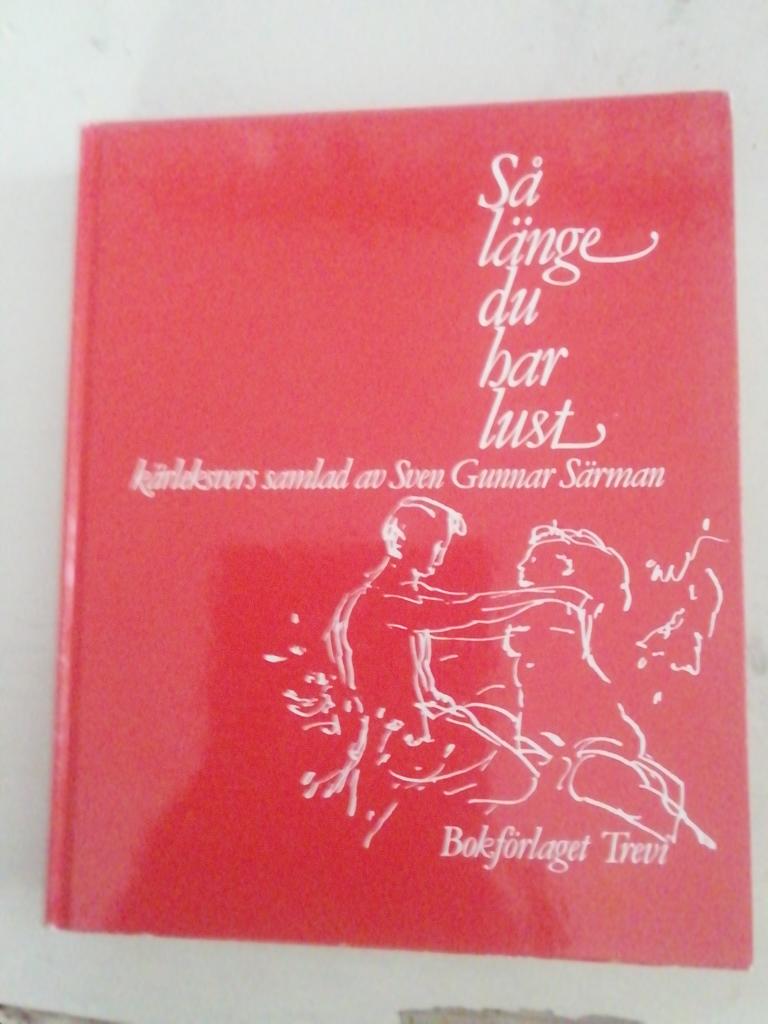 Så
länge
du
har
lust
kärleksvers samlad av Sven Gunnar Särman
Bokförlaget Trevi